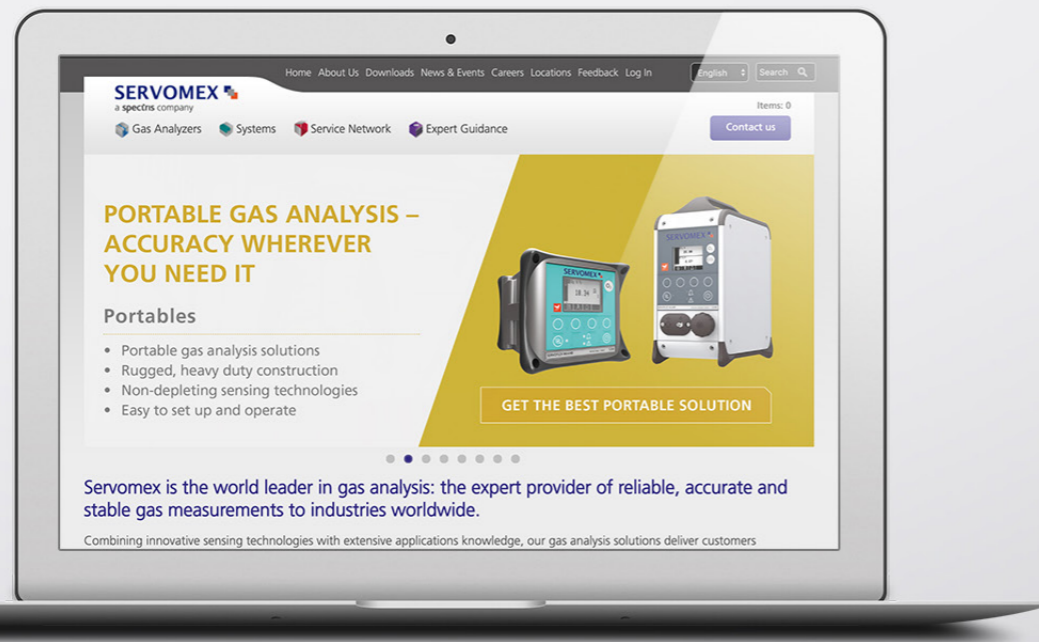 Home About Us Downloads News & Events Careers Locations Feedback Log In English Search
SERVOMEX
a spectris company
Items: 0
Gas Analyzers Systems Service Network Expert Guidance Contact us
PORTABLE GAS ANALYSIS –
ACCURACY WHEREVER
YOU NEED IT
Portables
• Portable gas analysis solutions
• Rugged, heavy duty construction
• Non-depleting sensing technologies
• Easy to set up and operate
SERVOMEX
SERVOMEX
GET THE BEST PORTABLE SOLUTION
Servomex is the world leader in gas analysis: the expert provider of reliable, accurate and
stable gas measurements to industries worldwide.
Combining innovative sensing technologies with extensive applications knowledge, our gas analysis solutions deliver customers